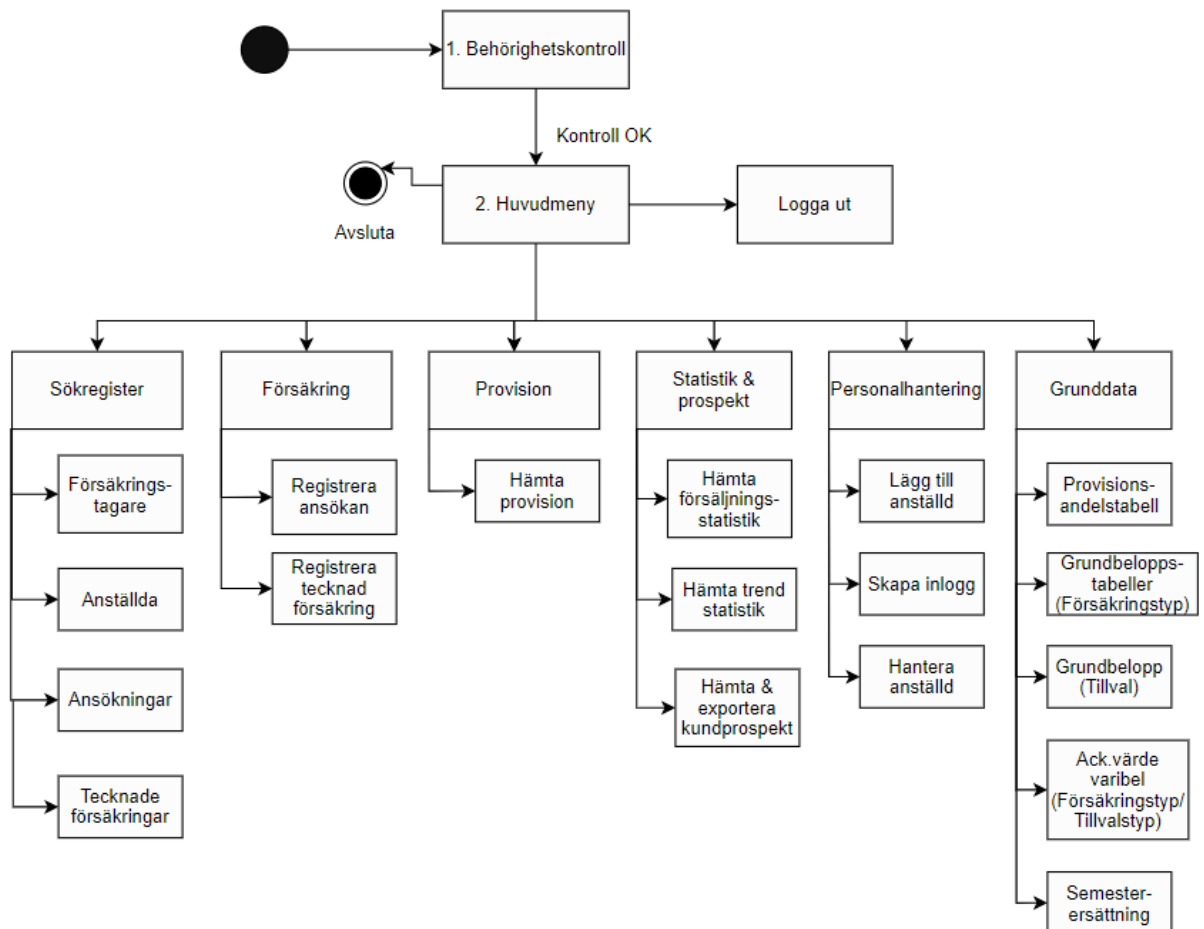 1. Behörighetskontroll
Kontroll OK
2. Huvudmeny
Logga ut
Avsluta
Sökregister
Försäkring
Provision
Statistik &
prospekt
Personalhantering
Grunddata
Försäkrings-
tagare
Anställda
Ansökningar
Tecknade
försäkringar
Registrera
ansökan
Registrera
tecknad
försäkring
Hämta
provision
Hämta
försäljnings-
statistik
Hämta trend
statistik
Hämta &
exportera
kundprospekt
Lägg till
anställd
Skapa inlogg
Hantera
anställd
Provisions-
andelstabell
Grundbelopps-
tabeller
(Försäkringstyp)
Grundbelopp
(Tillval)
Ack.värde
varibel
(Försäkringstyp/
Tillvalstyp)
Semester-
ersättning